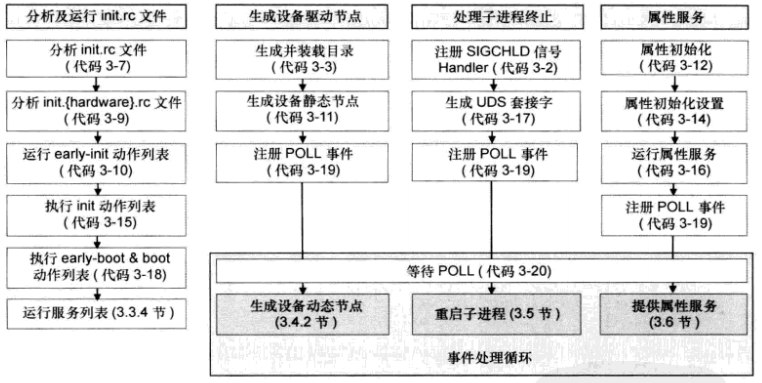 分析及运行 init.rc 文件
分析 init.rc 文件
( 代码 3-7)
分析 init.{hardware}.rc 文件
( 代码 3-9)
运行 early-init 动作列表
( 代码 3-10)
执行 init 动作列表
( 代码 3-15)
执行 early-boot & boot
动作列表 ( 代码 3-18)
运行服务列表 (3.3.4 节 )
生成设备驱动节点
生成并装载目录
( 代码 3-3)
生成设备静态节点
( 代码 3-11)
注册 POLL 事件
( 代码 3-19)
处理子进程终止
注册 SIGCHLD 信号
Handler ( 代码 3-2)
生成 UDS 套接字
( 代码 3-17)
注册 POLL 事件
( 代码 3-19)
属性服务
属性初始化
( 代码 3-12)
属性初始化设置
( 代码 3-14)
运行属性服务
( 代码 3-16)
注册 POLL 事件
( 代码 3-19)
等待 POLL ( 代码 3-20)
生成设备动态节点
(3.4.2 节 )
重启子进程 (3.5 节 )
提供属性服务
(3.6 节 )
事件处理循环